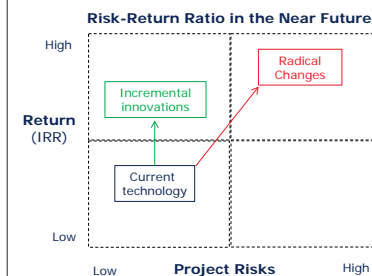 Risk-Return Ratio in the Near Future
High
Radical
Changes
Incremental
innovations
Return
(IRR)
Current
technology
Low
Low
Project Risks
High